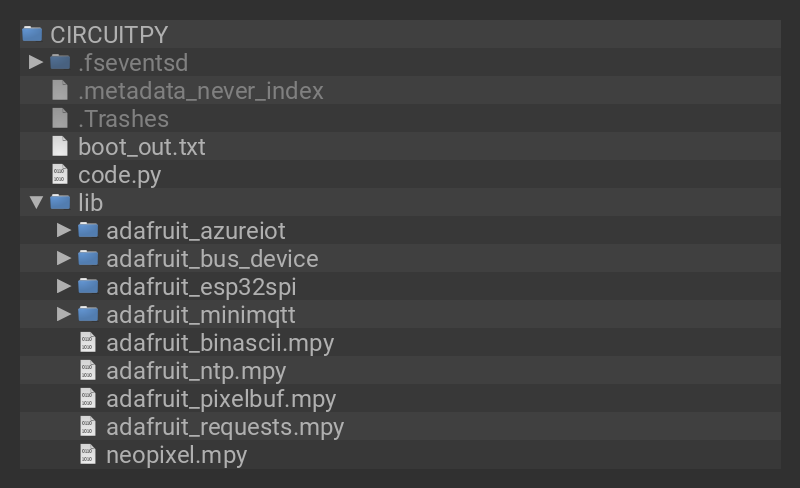 CIRCUITPY
.fseventsd
.metadata_never_index
.Trashes
boot_out.txt
code.py
lib
adafruit_azureiot
adafruit_bus_device
adafruit_esp32spi
adafruit_minimqtt
adafruit_binascii.mpy
adafruit_ntp.mpy
adafruit_pixelbuf.mpy
adafruit_requests.mpy
neopixel.mpy